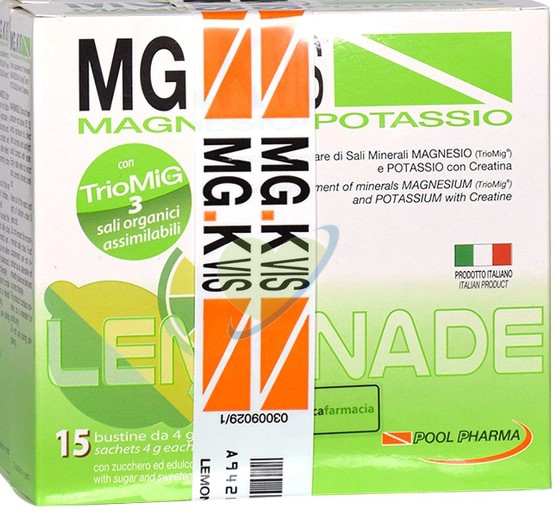 MG
MAGN POTASSIO
con
TrioMiG
3
sali organici
assimilabili
are di Sali Minerali MAGNESIO (TrioMig®)
e POTASSIO con Creatina
ment of minerals MAGNESIUM (TrioMig®)
and POTASSIUM with Creatine
PRODOTTO ITALIANO
ITALIAN PRODUCT
MG.K VIS
MG.K VIS
LEM NADE
cafarmacia
03009029/1
15 bustine da 4 g
sachets 4 g each
con zucchero ed edulco
with sugar and sweeten
POOL PHARMA
A942
LEMON